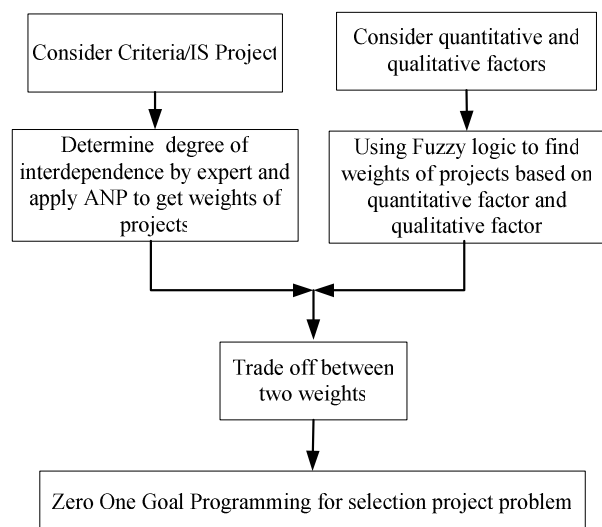 Consider Criteria/IS Project
Consider quantitative and
qualitative factors
Determine degree of
interdependence by expert and
apply ANP to get weights of
projects
Using Fuzzy logic to find
weights of projects based on
quantitative factor and
qualitative factor
Trade off between
two weights
Zero One Goal Programming for selection project problem